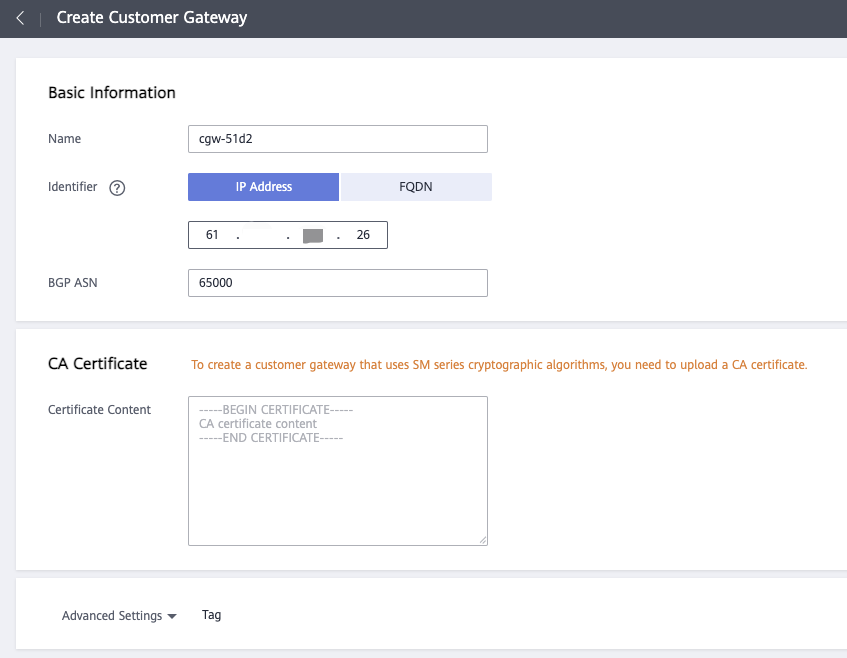 Create Customer Gateway
Basic Information
Name cgw-51d2
Identifier ? IP Address FQDN
61 . . . 26
BGP ASN 65000
CA Certificate To create a customer gateway that uses SM series cryptographic algorithms, you need to upload a CA certificate.
Certificate Content -----BEGIN CERTIFICATE-----
CA certificate content
-----END CERTIFICATE-----
Advanced Settings Tag